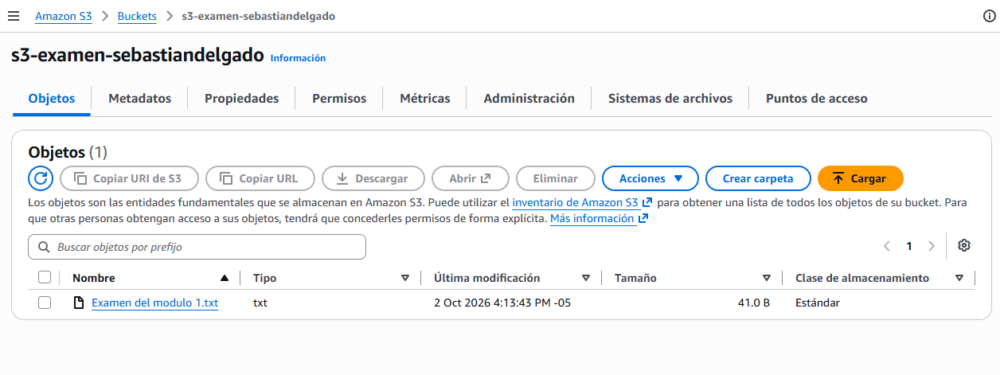 Amazon S3 > Buckets > s3-examen-sebastiandelgado
s3-examen-sebastiandelgado Información
Objetos Metadatos Propiedades Permisos Métricas Administración Sistemas de archivos Puntos de acceso
Objetos (1)
Copiar URI de S3 Copiar URL Descargar Abrir Eliminar Acciones Crear carpeta Cargar
Los objetos son las entidades fundamentales que se almacenan en Amazon S3. Puede utilizar el inventario de Amazon S3 para obtener una lista de todos los objetos de su bucket. Para
que otras personas obtengan acceso a sus objetos, tendrá que concederles permisos de forma explícita. Más información
Buscar objetos por prefijo
1
Nombre Tipo Última modificación Tamaño Clase de almacenamiento
Examen del modulo 1.txt txt 2 Oct 2026 4:13:43 PM -05 41.0 B Estándar